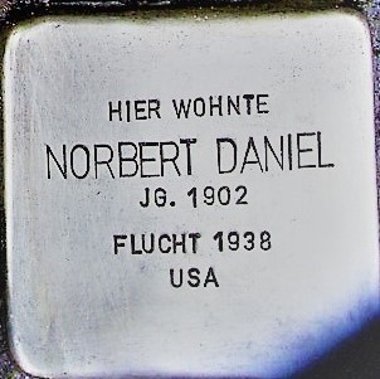 HIER WOHNTE
NORBERT DANIEL
JG. 1902
FLUCHT 1938
USA